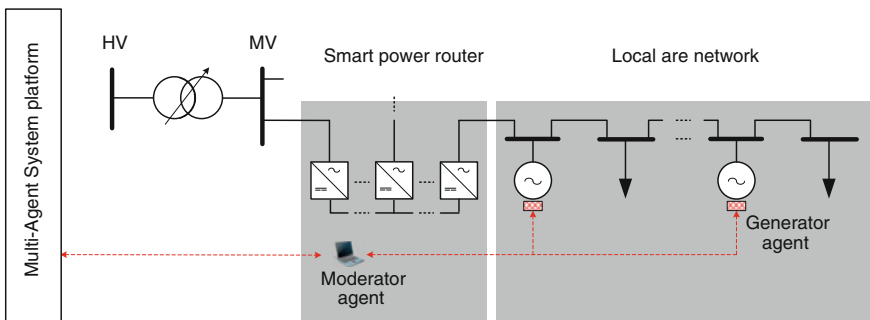 Multi-Agent System platform
HV
MV
Smart power router
Local are network
Moderator
agent
Generator
agent